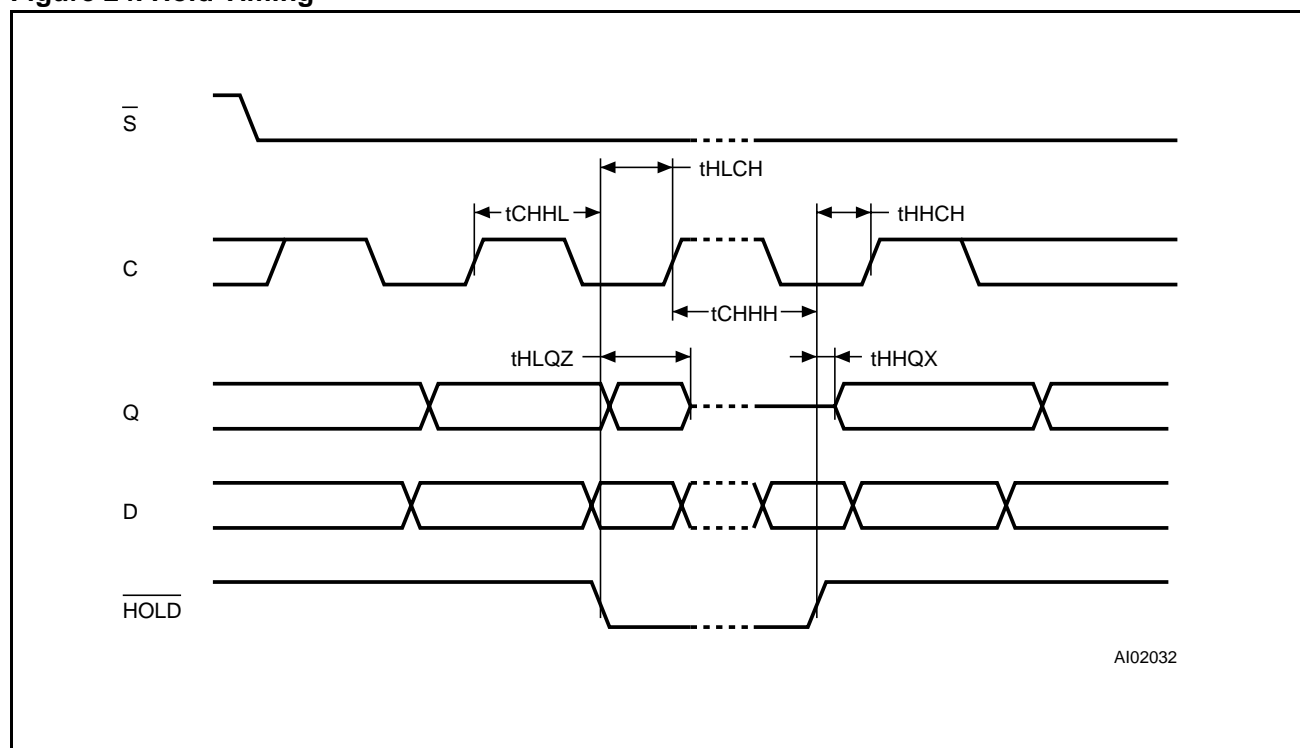 Figure 24. Hold Timing
S
tHLCH
tCHHL
tHHCH
C
tCHHH
tHLQZ
tHHQX
Q
D
HOLD
AI02032